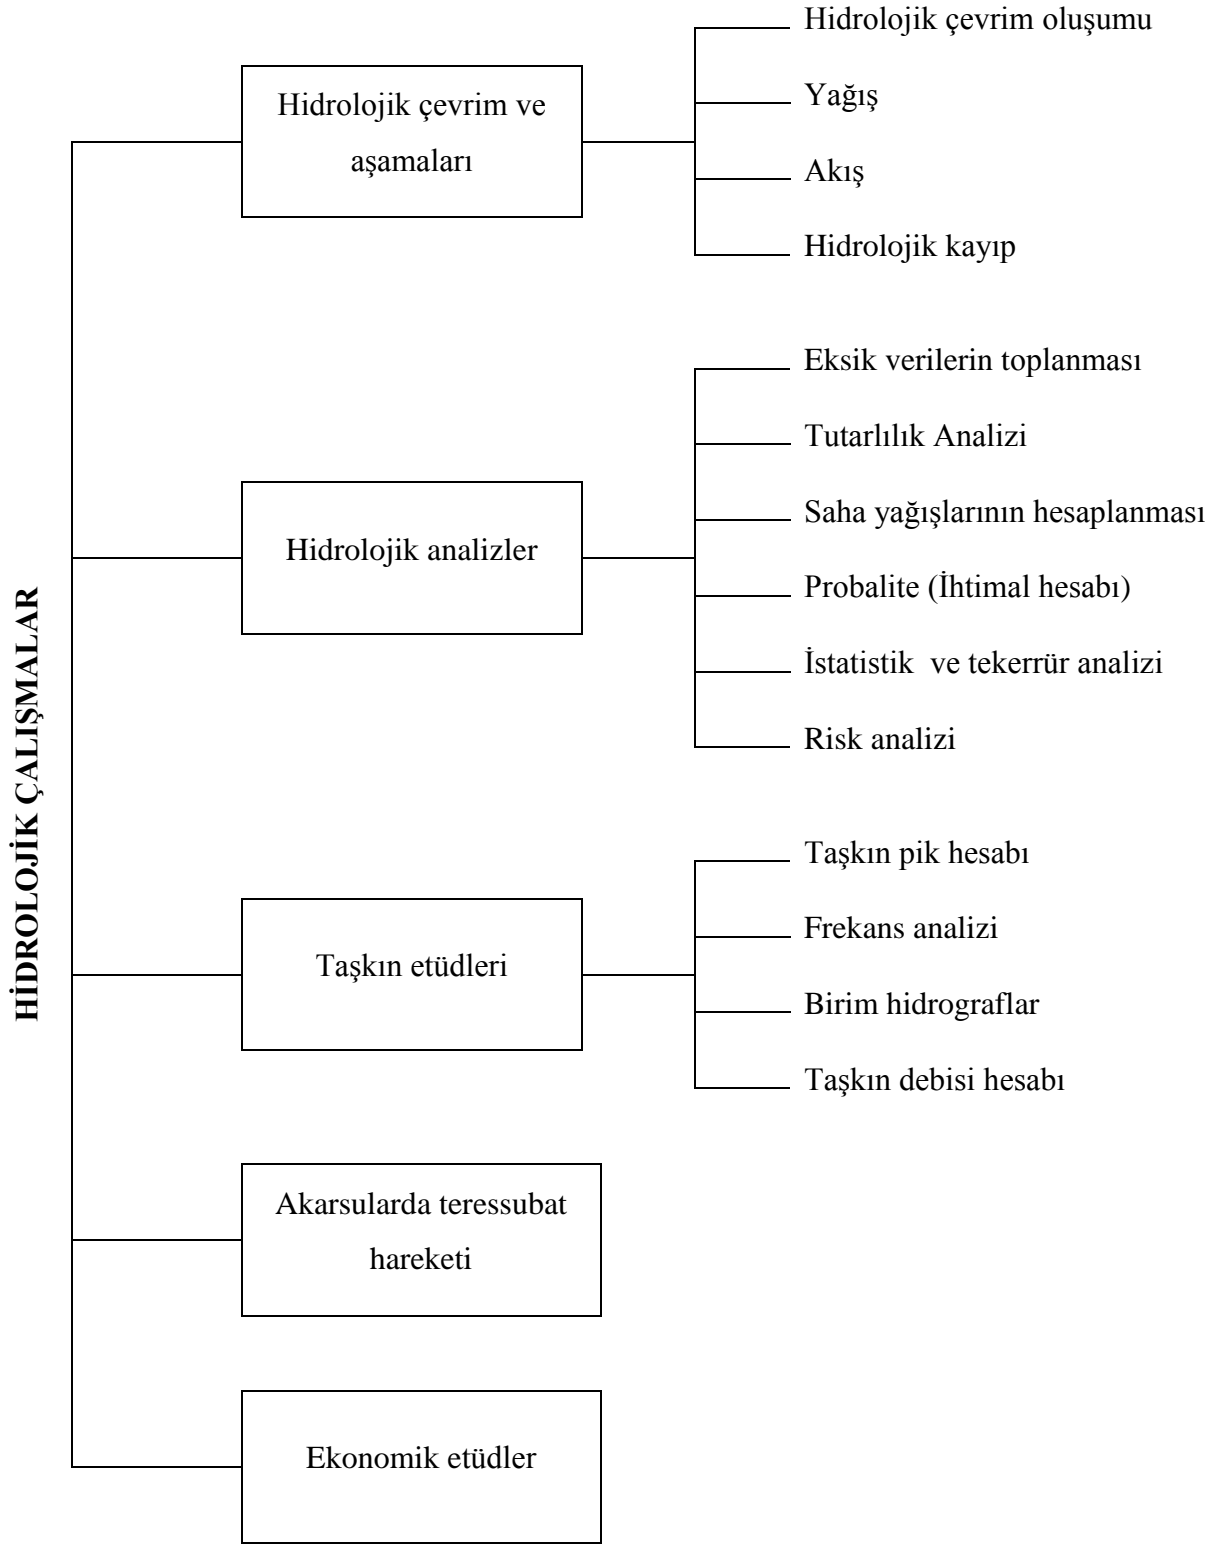 HİDROLOJİK ÇALIŞMALAR
Hidrolojik çevrim ve
aşamaları
Hidrolojik çevrim oluşumu
Yağış
Akış
Hidrolojik kayıp
Hidrolojik analizler
Eksik verilerin toplanması
Tutarlılık Analizi
Saha yağışlarının hesaplanması
Probalite (İhtimal hesabı)
İstatistik  ve tekerrür analizi
Risk analizi
Taşkın etüdleri
Taşkın pik hesabı
Frekans analizi
Birim hidrograflar
Taşkın debisi hesabı
Akarsularda teressubat
hareketi
Ekonomik etüdler